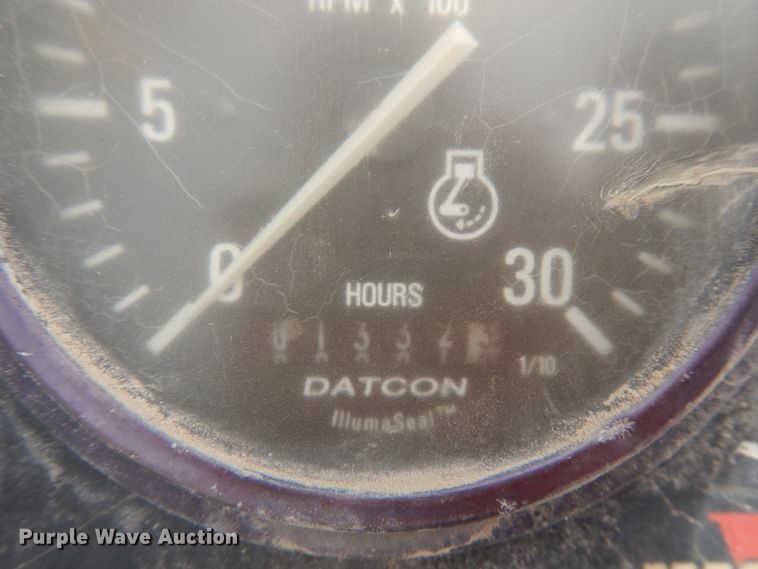 RPM X 100
5
25
0
30
HOURS
1/10
DATCON
IllumaSeal™
Purple Wave Auction